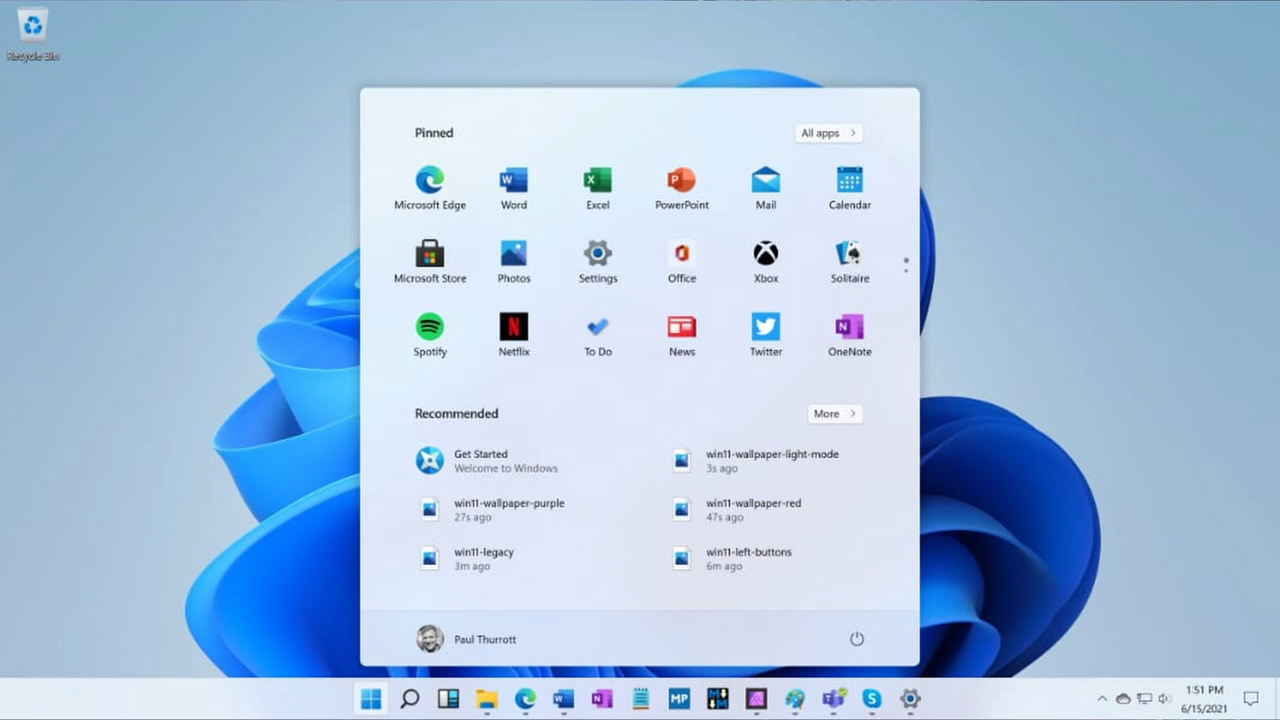 Recycle Bin
Pinned
All apps
Microsoft Edge
Word
Excel
PowerPoint
Mail
Calendar
Microsoft Store
Photos
Settings
Office
Xbox
Solitaire
Spotify
Netflix
To Do
News
Twitter
OneNote
Recommended
More
Get Started
Welcome to Windows
win11-wallpaper-light-mode
3s ago
win11-wallpaper-purple
27s ago
win11-wallpaper-red
47s ago
win11-legacy
3m ago
win11-left-buttons
6m ago
Paul Thurrott
MP
1:51 PM
6/15/2021